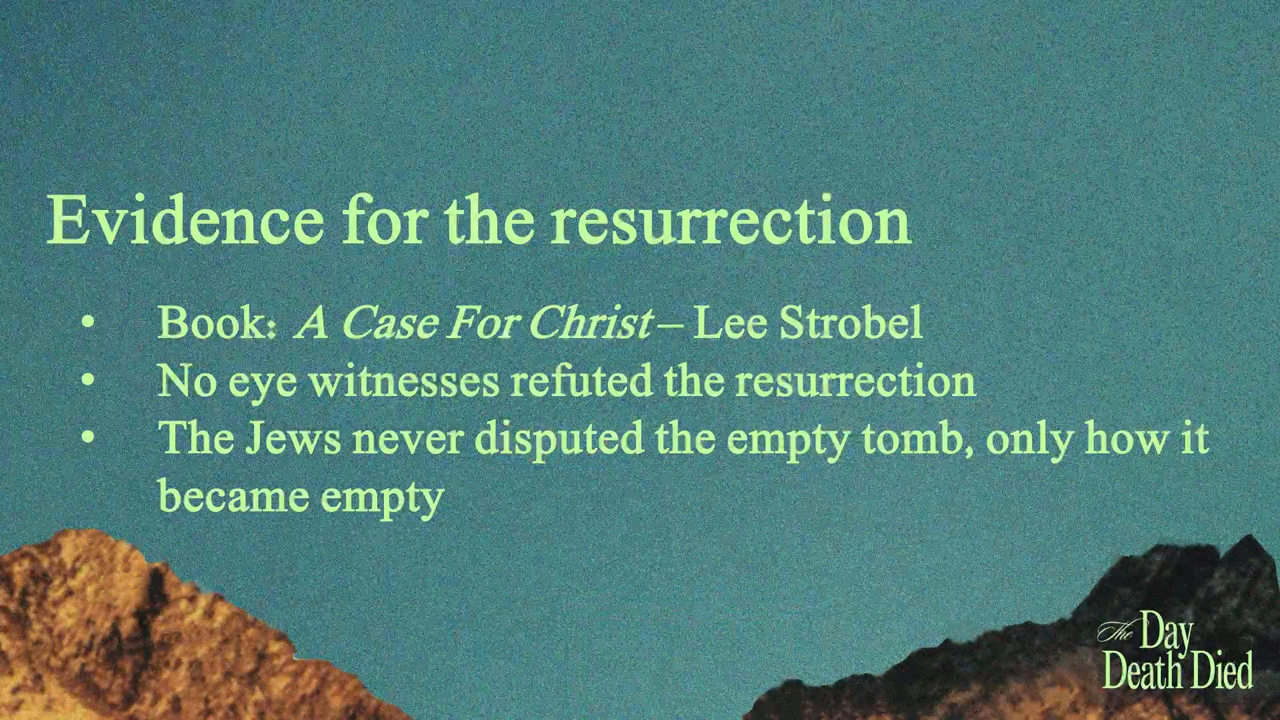 Evidence for the resurrection
• Book: A Case For Christ – Lee Strobel
• No eye witnesses refuted the resurrection
• The Jews never disputed the empty tomb, only how it
became empty
The Day
Death Died